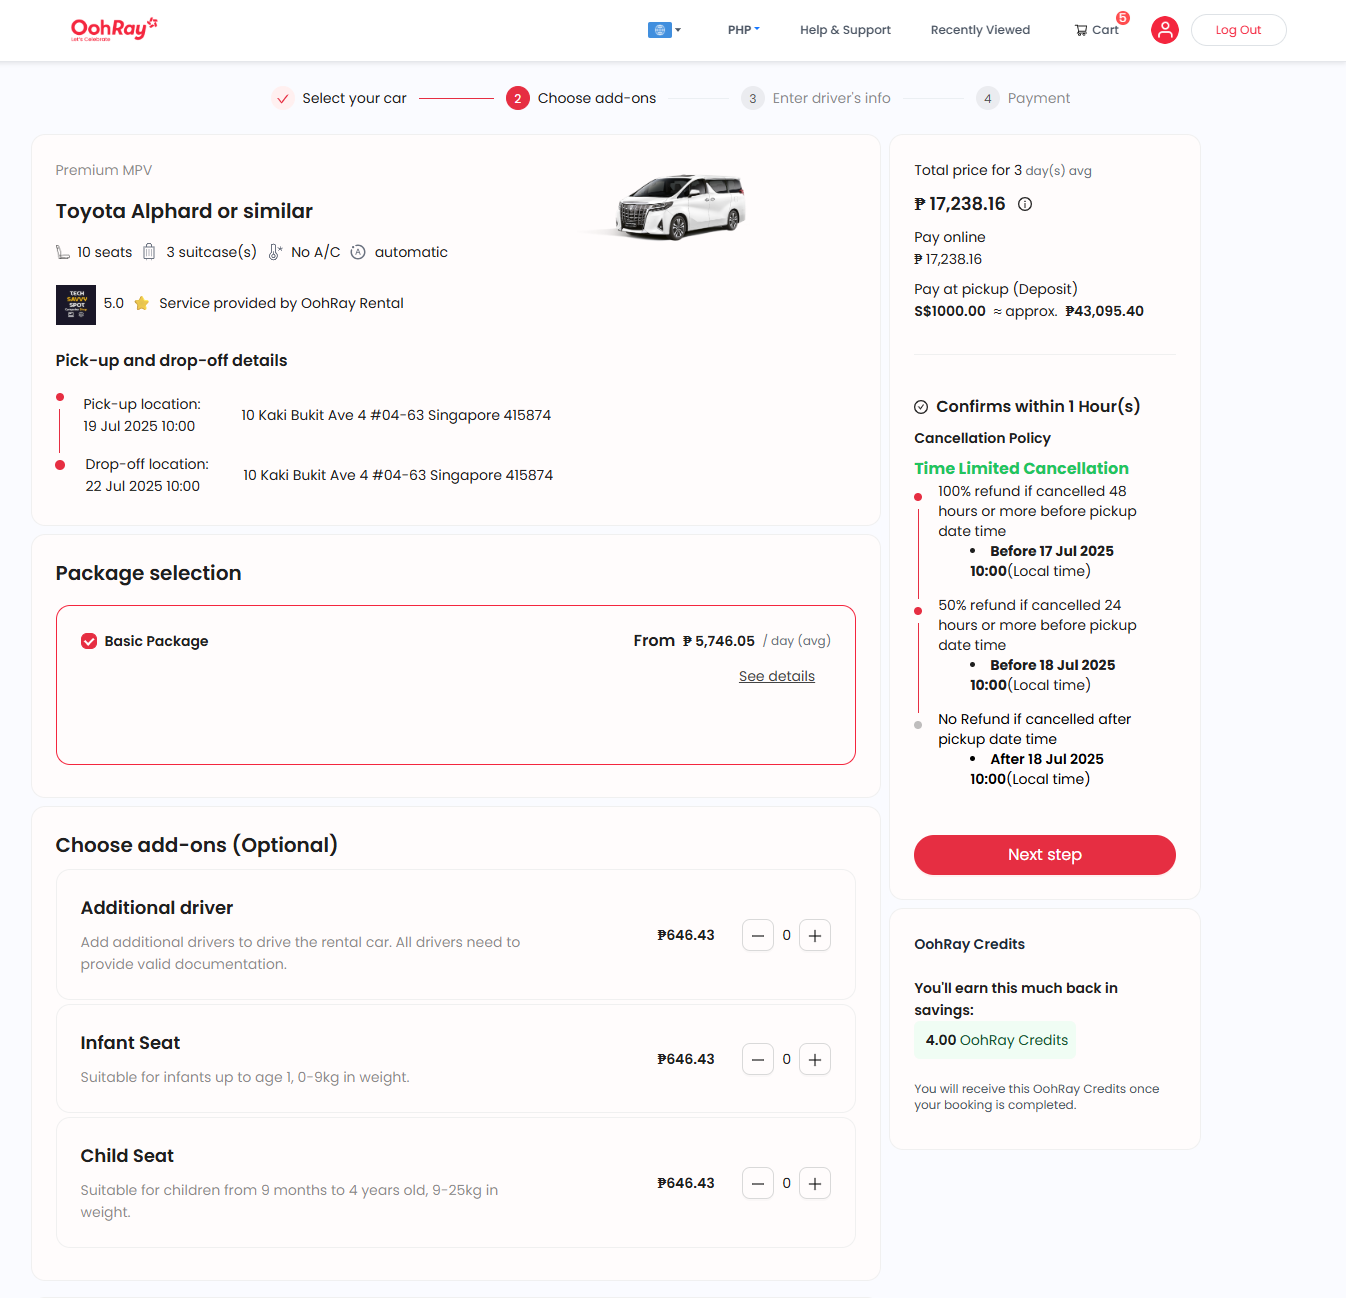 OohRay
Let's Celebrate
PHP
Help & Support
Recently Viewed
Cart
5
Log Out
Select your car
2 Choose add-ons
3 Enter driver's info
4 Payment
Premium MPV
Toyota Alphard or similar
10 seats 3 suitcase(s) No A/C A automatic
TECH
SAVVY
SPOT
5.0 Service provided by OohRay Rental
Pick-up and drop-off details
Pick-up location:
19 Jul 2025 10:00
10 Kaki Bukit Ave 4 #04-63 Singapore 415874
Drop-off location:
22 Jul 2025 10:00
10 Kaki Bukit Ave 4 #04-63 Singapore 415874
Package selection
Basic Package From ₱ 5,746.05 / day (avg)
See details
Choose add-ons (Optional)
Additional driver
Add additional drivers to drive the rental car. All drivers need to
provide valid documentation.
₱646.43 — 0 +
Infant Seat
Suitable for infants up to age 1, 0-9kg in weight.
₱646.43 — 0 +
Child Seat
Suitable for children from 9 months to 4 years old, 9-25kg in
weight.
₱646.43 — 0 +
Total price for 3 day(s) avg
₱ 17,238.16
Pay online
₱ 17,238.16
Pay at pickup (Deposit)
S$1000.00 ≈ approx. ₱43,095.40
Confirms within 1 Hour(s)
Cancellation Policy
Time Limited Cancellation
100% refund if cancelled 48
hours or more before pickup
date time
• Before 17 Jul 2025
10:00(Local time)
50% refund if cancelled 24
hours or more before pickup
date time
• Before 18 Jul 2025
10:00(Local time)
No Refund if cancelled after
pickup date time
• After 18 Jul 2025
10:00(Local time)
Next step
OohRay Credits
You'll earn this much back in
savings:
4.00 OohRay Credits
You will receive this OohRay Credits once
your booking is completed.